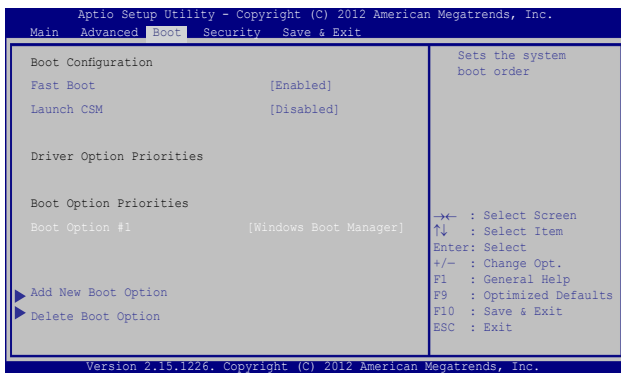 Aptio Setup Utility - Copyright (C) 2012 American Megatrends, Inc.
Main Advanced Boot Security Save & Exit
Boot Configuration
Fast Boot [Enabled]
Launch CSM [Disabled]
Driver Option Priorities
Boot Option Priorities
Boot Option #1 [Windows Boot Manager]
Add New Boot Option
Delete Boot Option
Sets the system
boot order
→← : Select Screen
↑↓ : Select Item
Enter: Select
+/— : Change Opt.
F1 : General Help
F9 : Optimized Defaults
F10 : Save & Exit
ESC : Exit
Version 2.15.1226. Copyright (C) 2012 American Megatrends, Inc.